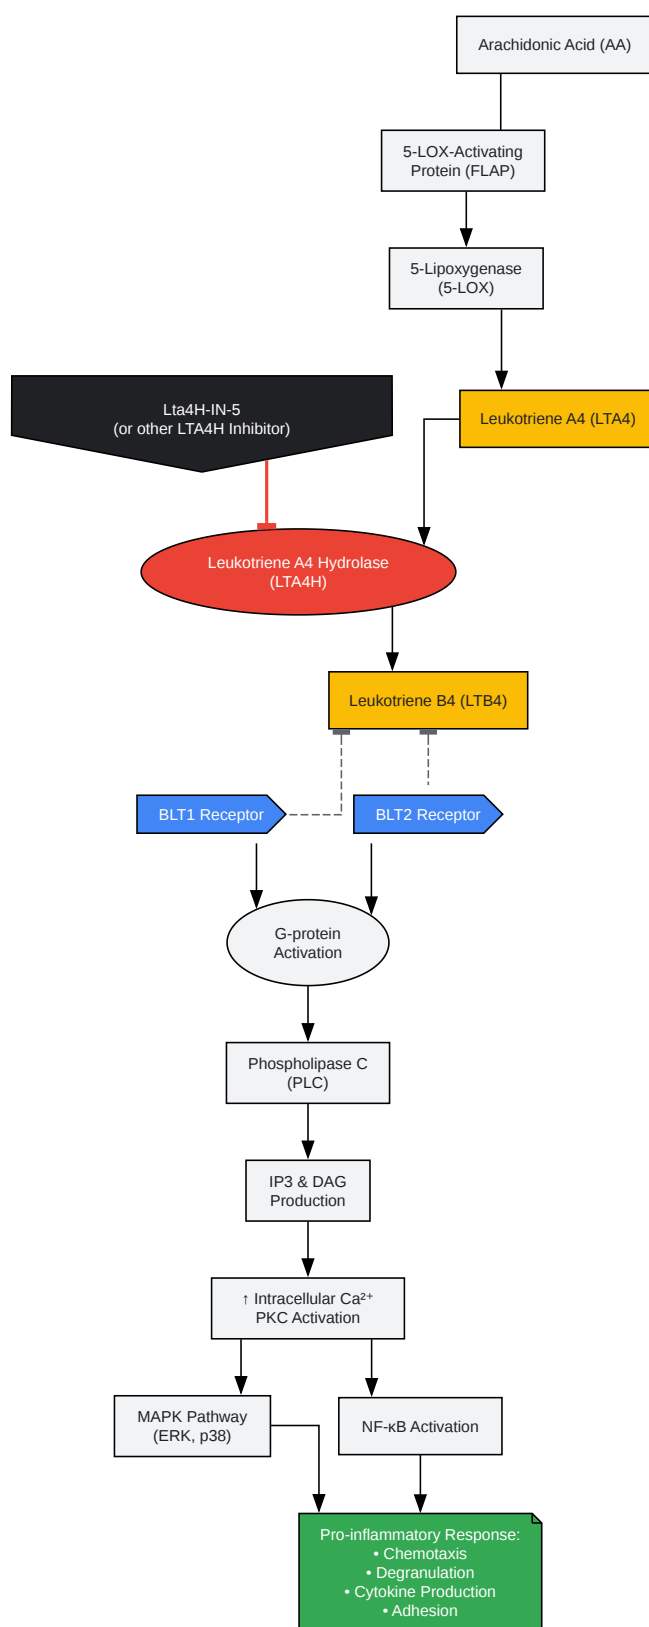 Arachidonic Acid (AA)
5-LOX-Activating
Protein (FLAP)
5-Lipoxygenase
(5-LOX)
Lta4H-IN-5
(or other LTA4H Inhibitor)
Leukotriene A4 (LTA4)
Leukotriene A4 Hydrolase
(LTA4H)
Leukotriene B4 (LTB4)
BLT1 Receptor
BLT2 Receptor
G-protein
Activation
Phospholipase C
(PLC)
IP3 & DAG
Production
↑ Intracellular Ca²⁺
PKC Activation
MAPK Pathway
(ERK, p38)
NF-κB Activation
Pro-inflammatory Response:
• Chemotaxis
• Degranulation
• Cytokine Production
• Adhesion